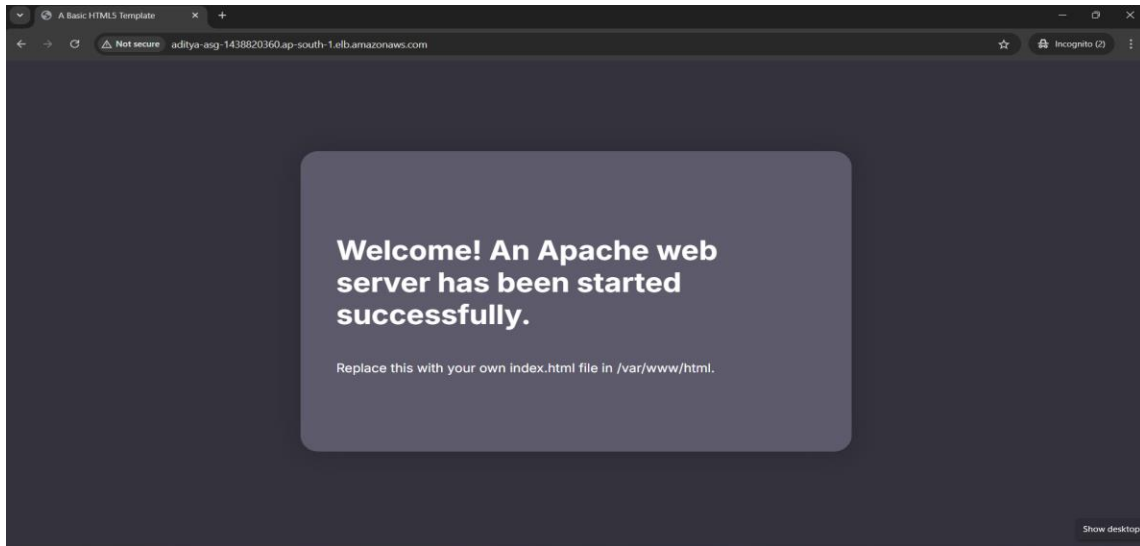 A Basic HTML5 Template
Not secure aditya-asg-1438820360.ap-south-1.elb.amazonaws.com Incognito (2)
Welcome! An Apache web
server has been started
successfully.
Replace this with your own index.html file in /var/www/html.
Show desktop